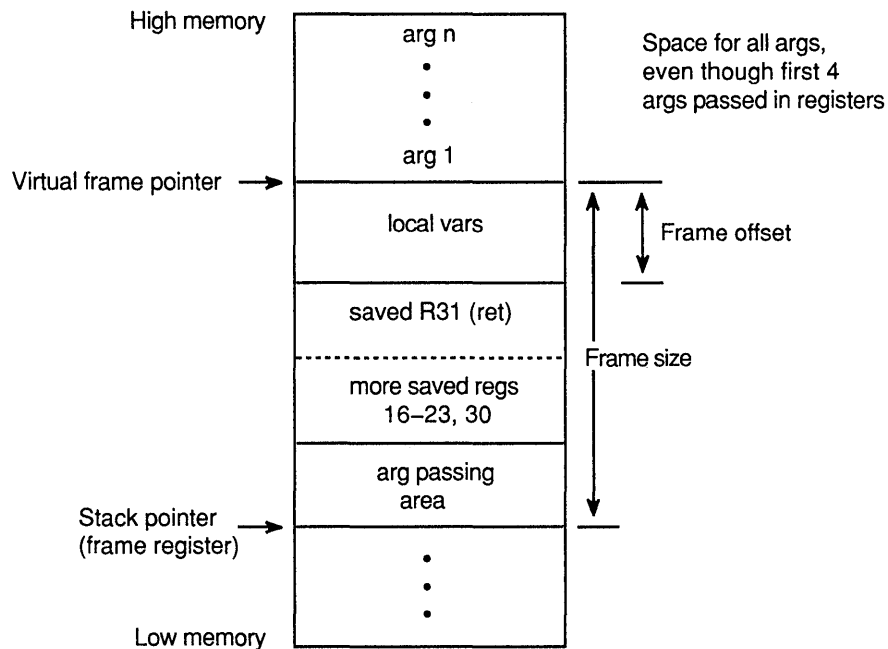 High memory
arg n
Space for all args,
even though first 4
args passed in registers
arg 1
Virtual frame pointer
local vars
Frame offset
saved R31 (ret)
Frame size
more saved regs
16–23, 30
arg passing
area
Stack pointer
(frame register)
Low memory